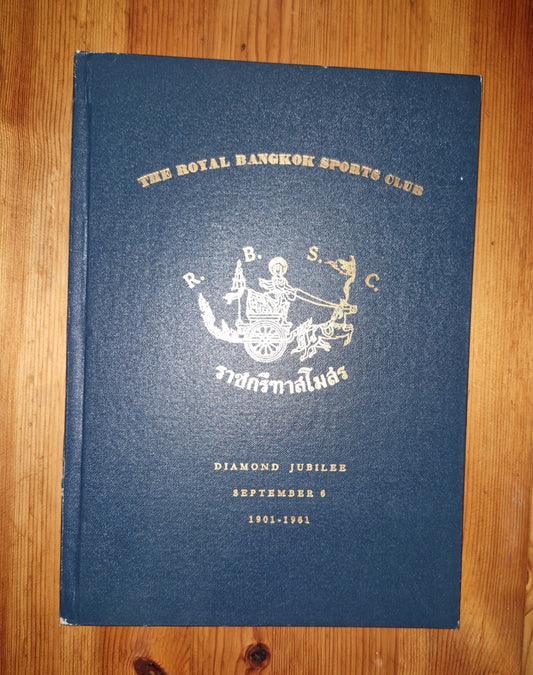 THE ROYAL BANGKOK SPORTS CLUB
R. B. S. C.
ราชกรีฑาสโมสร
DIAMOND JUBILEE
SEPTEMBER 6
1901-1961